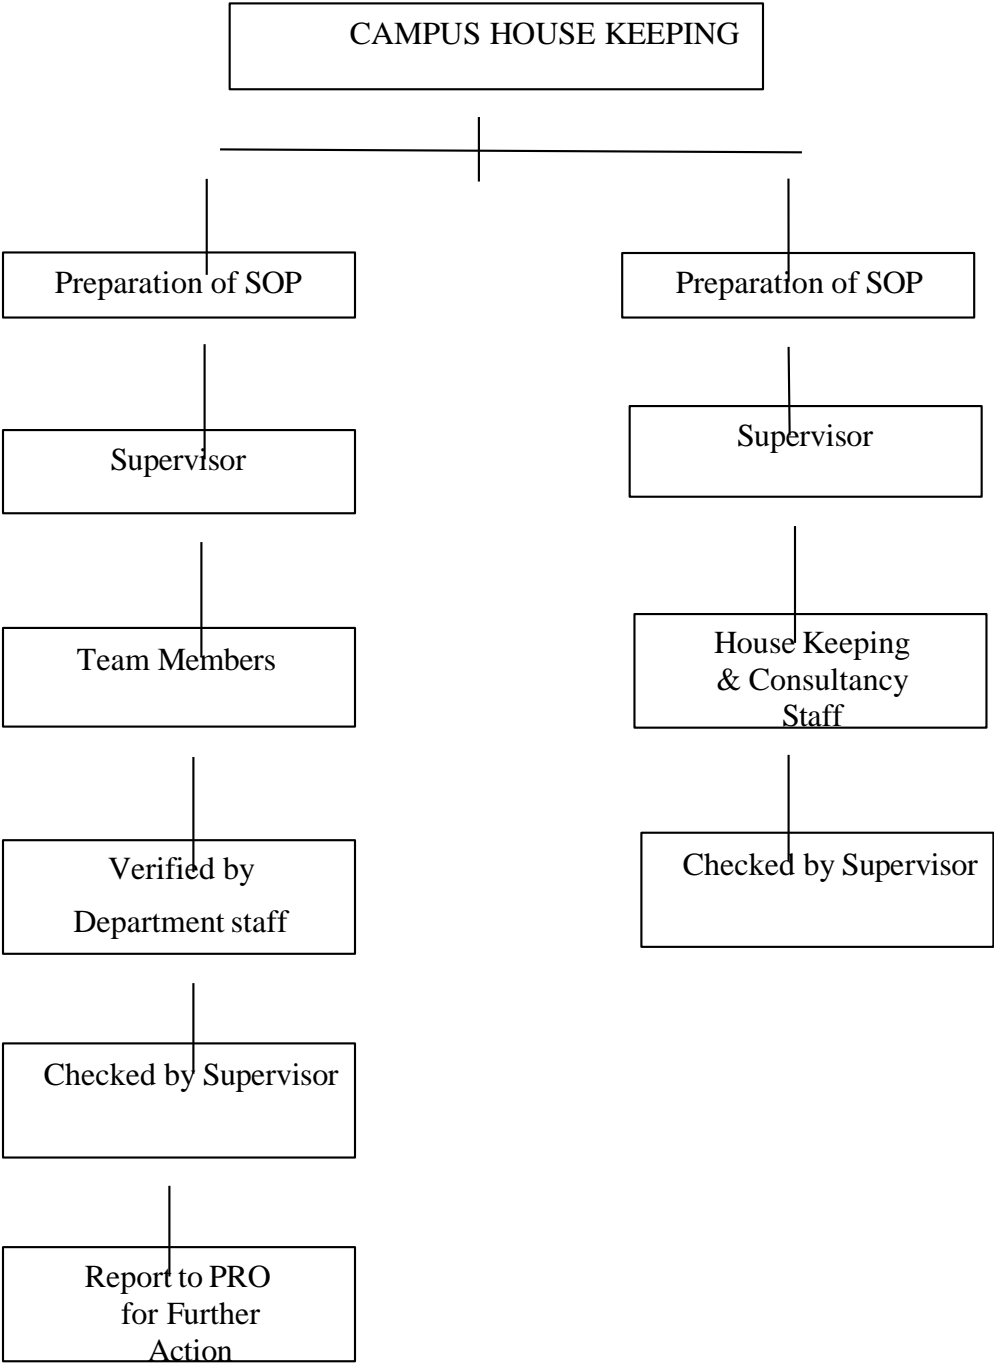 CAMPUS HOUSE KEEPING
Preparation of SOP
Supervisor
Team Members
Verified by
Department staff
Checked by Supervisor
Report to PRO
for Further
Action
Preparation of SOP
Supervisor
House Keeping
& Consultancy
Staff
Checked by Supervisor